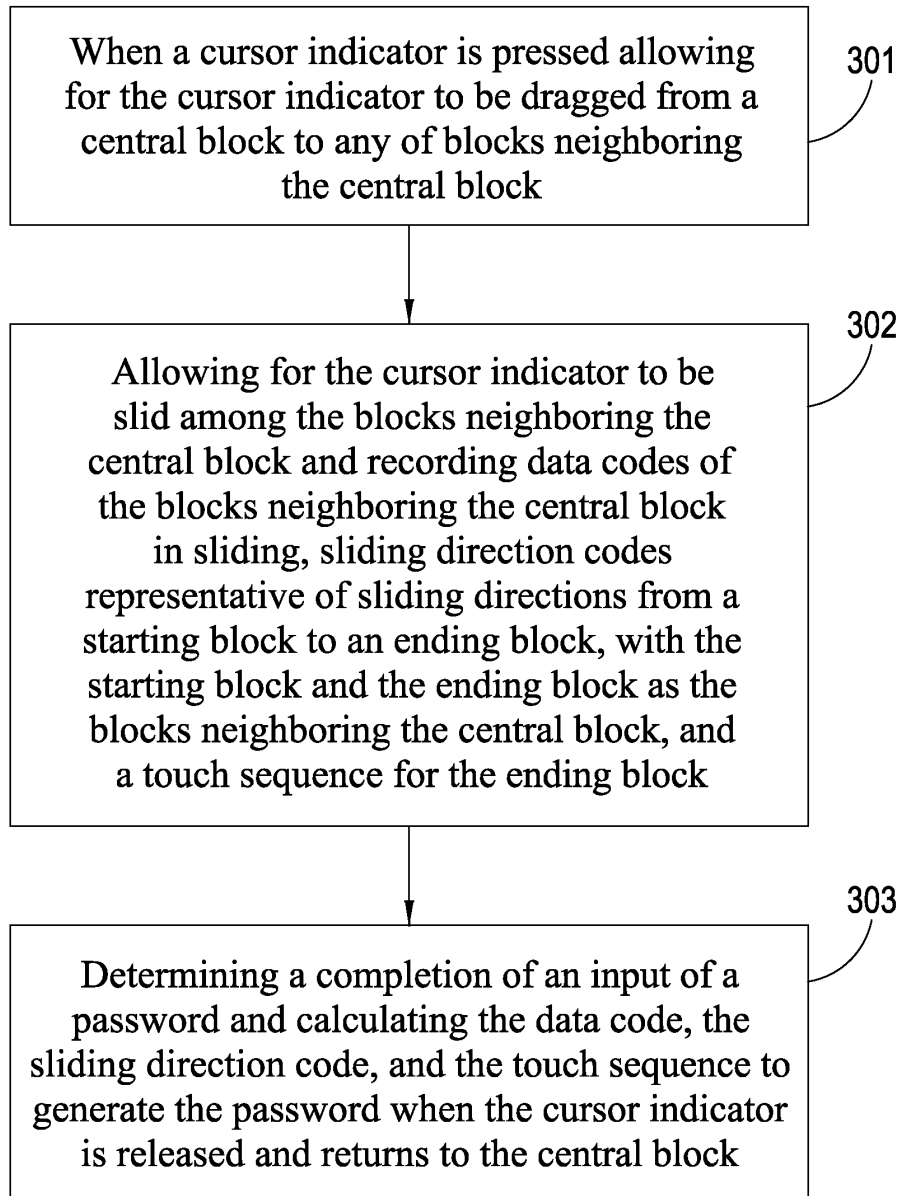 When a cursor indicator is pressed allowing
for the cursor indicator to be dragged from a
central block to any of blocks neighboring
the central block
301
Allowing for the cursor indicator to be
slid among the blocks neighboring the
central block and recording data codes of
the blocks neighboring the central block
in sliding, sliding direction codes
representative of sliding directions from a
starting block to an ending block, with the
starting block and the ending block as the
blocks neighboring the central block, and
a touch sequence for the ending block
302
Determining a completion of an input of a
password and calculating the data code, the
sliding direction code, and the touch sequence to
generate the password when the cursor indicator
is released and returns to the central block
303